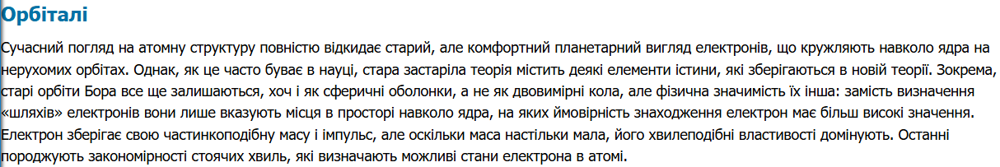 Орбіталі
Сучасний погляд на атомну структуру повністю відкидає старий, але комфортний планетарний вигляд електронів, що кружляють навколо ядра на
нерухомих орбітах. Однак, як це часто буває в науці, стара застаріла теорія містить деякі елементи істини, які зберігаються в новій теорії. Зокрема,
старі орбіти Бора все ще залишаються, хоч і як сферичні оболонки, а не як двовимірні кола, але фізична значимість їх інша: замість визначення
«шляхів» електронів вони лише вказують місця в просторі навколо ядра, на яких ймовірність знаходження електрон має більш високі значення.
Електрон зберігає свою частинкоподібну масу і імпульс, але оскільки маса настільки мала, його хвилеподібні властивості домінують. Останні
породжують закономірності стоячих хвиль, які визначають можливі стани електрона в атомі.